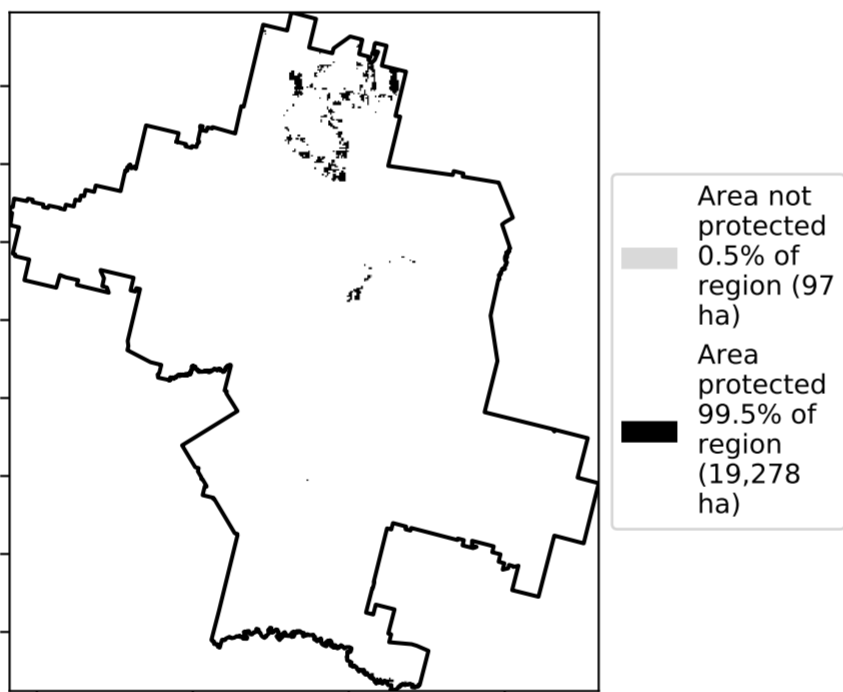 Area not
protected
0.5% of
region (97
ha)
Area
protected
99.5% of
region
(19,278
ha)